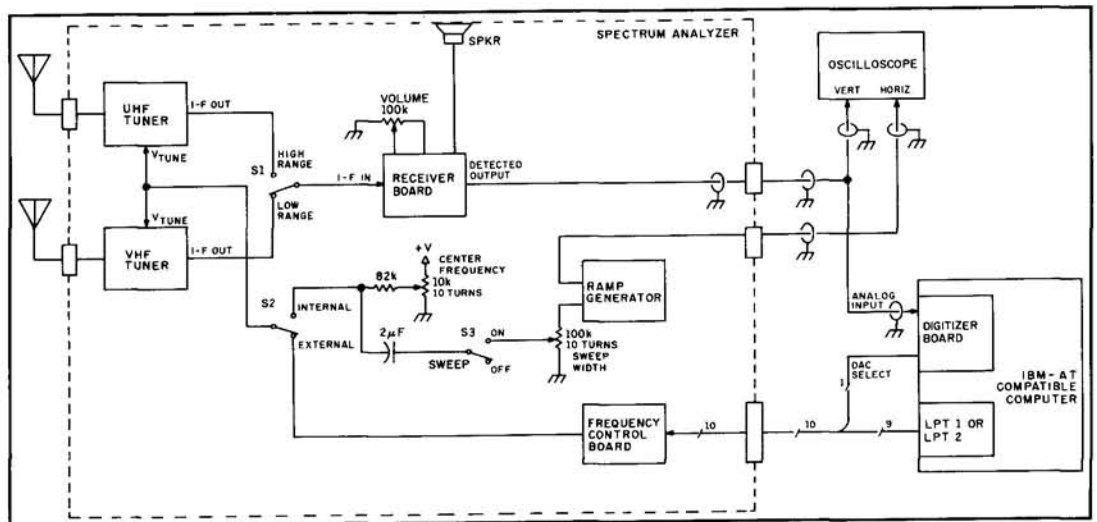 SPECTRUM ANALYZER
SPKR
OSCILLOSCOPE
VERT
HORIZ
UHF
TUNER
I-F OUT
VOLUME
100k
VTUNE
S1
HIGH
RANGE
LOW
RANGE
I-F IN
RECEIVER
BOARD
DETECTED
OUTPUT
VTUNE
VHF
TUNER
I-F OUT
+V
CENTER
FREQUENCY
10k
10 TURNS
82k
S2
INTERNAL
EXTERNAL
2µF
SWEEP
S3
ON
OFF
RAMP
GENERATOR
100k
10 TURNS
SWEEP
WIDTH
ANALOG
INPUT
DIGITIZER
BOARD
DAC
SELECT
1
IBM-AT
COMPATIBLE
COMPUTER
FREQUENCY
CONTROL
BOARD
10
10
9
LPT 1 OR
LPT 2